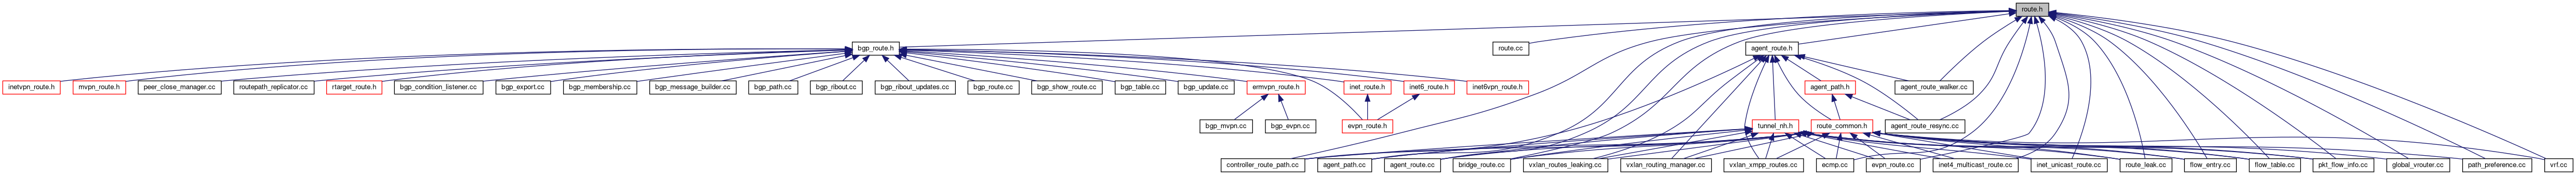 route.h
bgp_route.h
route.cc
agent_route.h
inetvpn_route.h
mvpn_route.h
peer_close_manager.cc
routepath_replicator.cc
rtarget_route.h
bgp_condition_listener.cc
bgp_export.cc
bgp_membership.cc
bgp_message_builder.cc
bgp_path.cc
bgp_ribout.cc
bgp_ribout_updates.cc
bgp_route.cc
bgp_show_route.cc
bgp_table.cc
bgp_update.cc
ermvpn_route.h
inet_route.h
inet6_route.h
inet6vpn_route.h
agent_path.h
agent_route_walker.cc
bgp_mvpn.cc
bgp_evpn.cc
evpn_route.h
tunnel_nh.h
route_common.h
agent_route_resync.cc
controller_route_path.cc
agent_path.cc
agent_route.cc
bridge_route.cc
vxlan_routes_leaking.cc
vxlan_routing_manager.cc
vxlan_xmpp_routes.cc
ecmp.cc
evpn_route.cc
inet4_multicast_route.cc
inet_unicast_route.cc
route_leak.cc
flow_entry.cc
flow_table.cc
pkt_flow_info.cc
global_vrouter.cc
path_preference.cc
vrf.cc